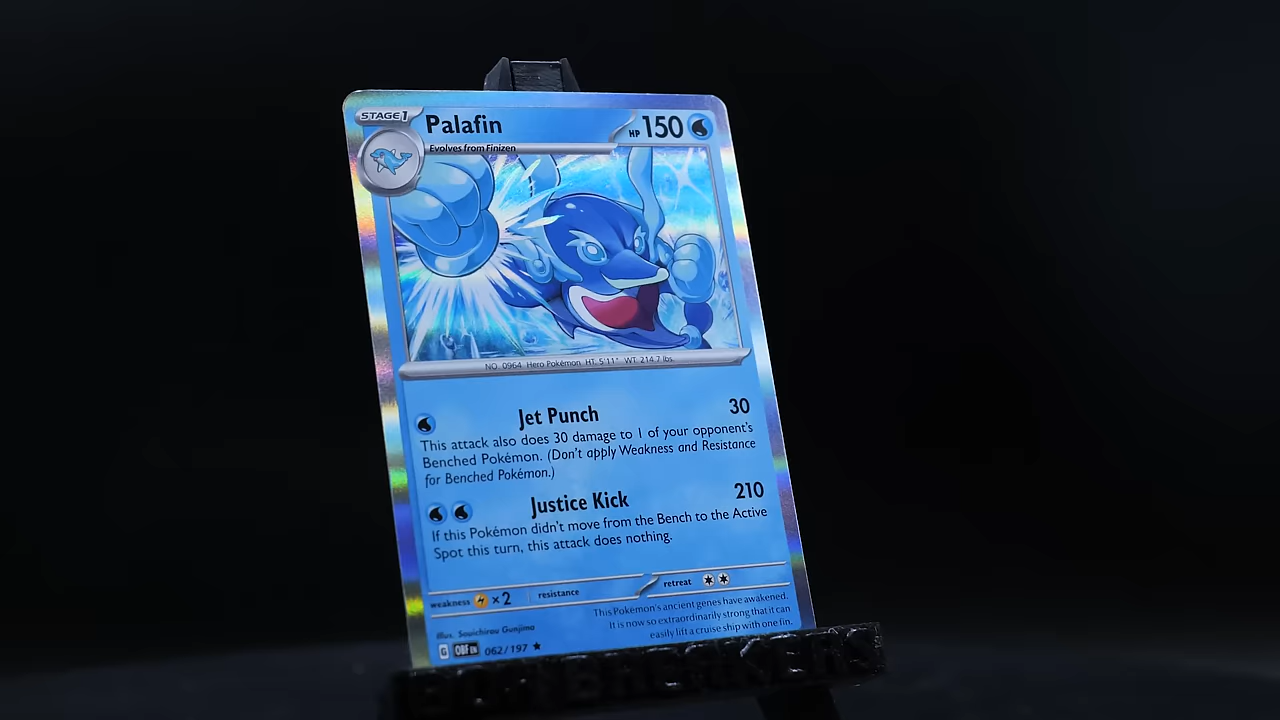 STAGE1
Palafin
HP 150
Evolves from Finizen
NO. 0964 Hero Pokémon HT: 5'11" WT: 214.7 lbs.
Jet Punch 30
This attack also does 30 damage to 1 of your opponent's
Benched Pokémon. (Don't apply Weakness and Resistance
for Benched Pokémon.)
Justice Kick 210
If this Pokémon didn't move from the Bench to the Active
Spot this turn, this attack does nothing.
weakness ×2 resistance retreat
This Pokémon's ancient genes have awakened.
It is now so extraordinarily strong that it can
easily lift a cruise ship with one fin.
Illus. Souichirou Gunjima
G OBF EN 062/197